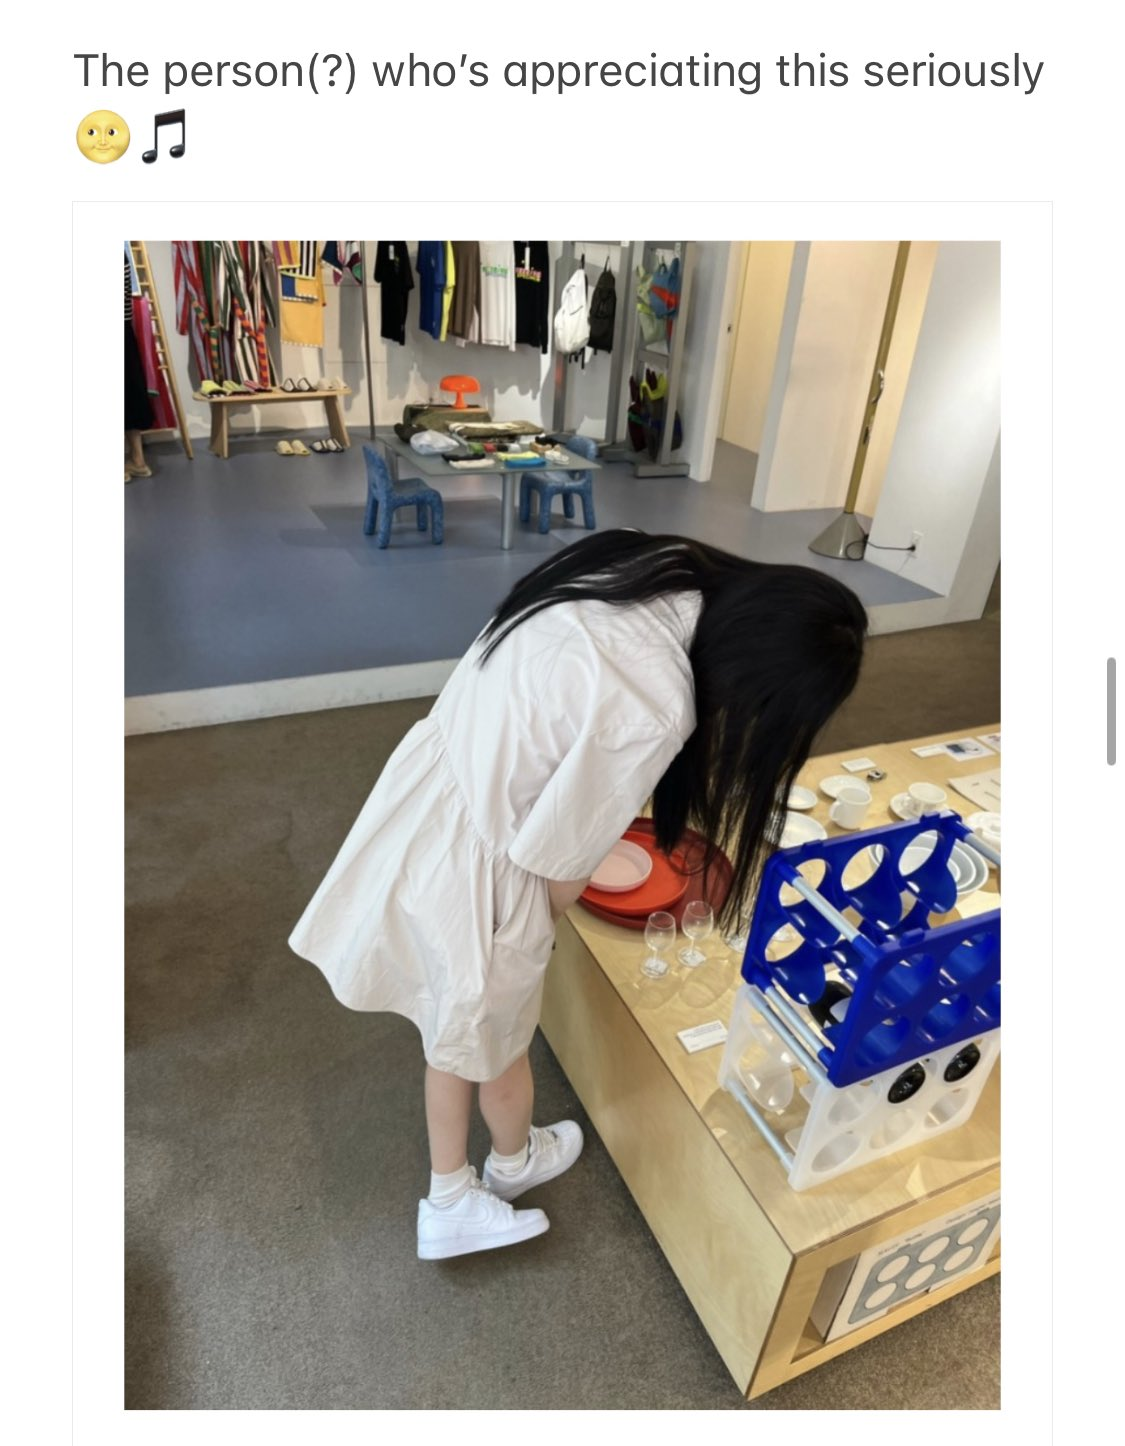 The person(?) who's appreciating this seriously
🌝🎵